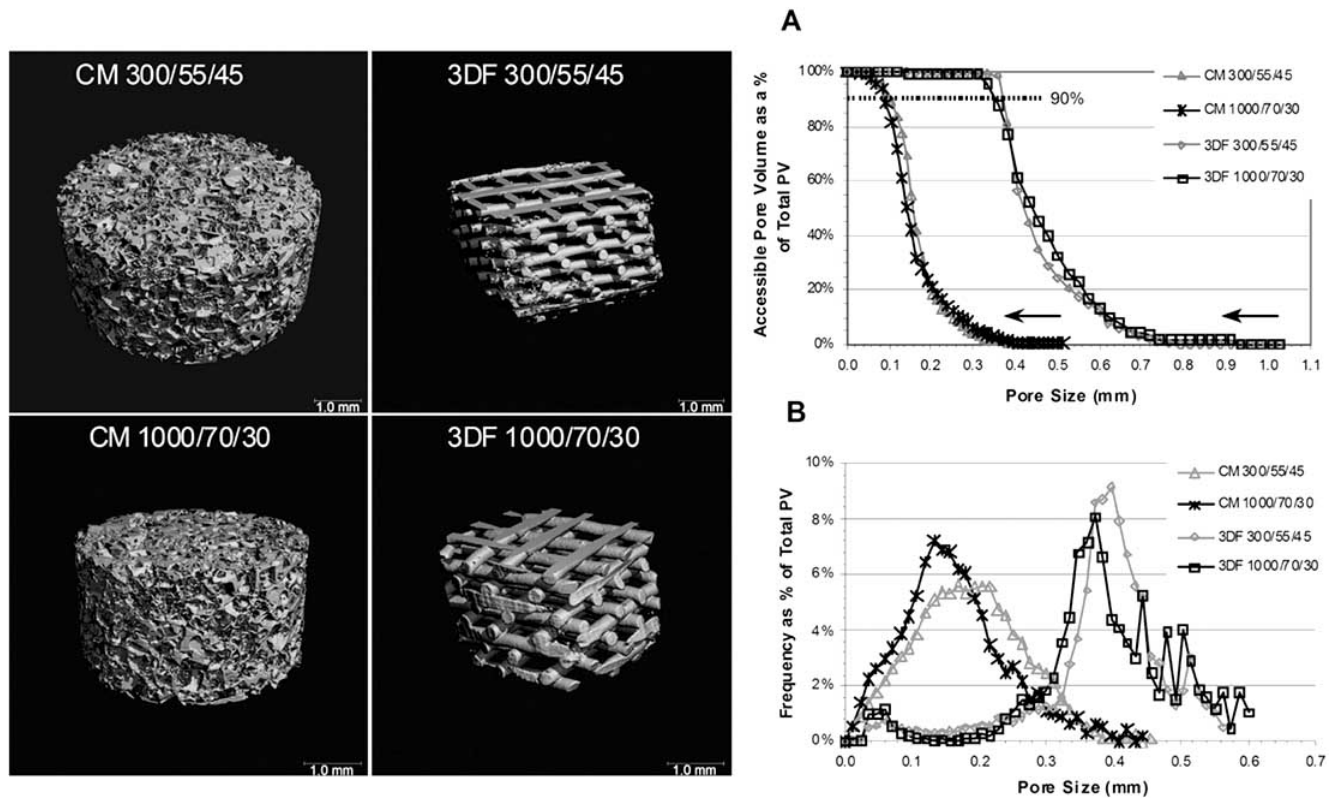 CM 300/55/45
1.0 mm
3DF 300/55/45
1.0 mm
CM 1000/70/30
1.0 mm
3DF 1000/70/30
1.0 mm
A
Accessible Pore Volume as a %
of Total PV
100%
80%
60%
40%
20%
0%
90%
CM 300/55/45
CM 1000/70/30
3DF 300/55/45
3DF 1000/70/30
0.0 0.1 0.2 0.3 0.4 0.5 0.6 0.7 0.8 0.9 1.0 1.1
Pore Size (mm)
B
Frequency as % of Total PV
10%
8%
6%
4%
2%
0%
CM 300/55/45
CM 1000/70/30
3DF 300/55/45
3DF 1000/70/30
0.0 0.1 0.2 0.3 0.4 0.5 0.6 0.7
Pore Size (mm)